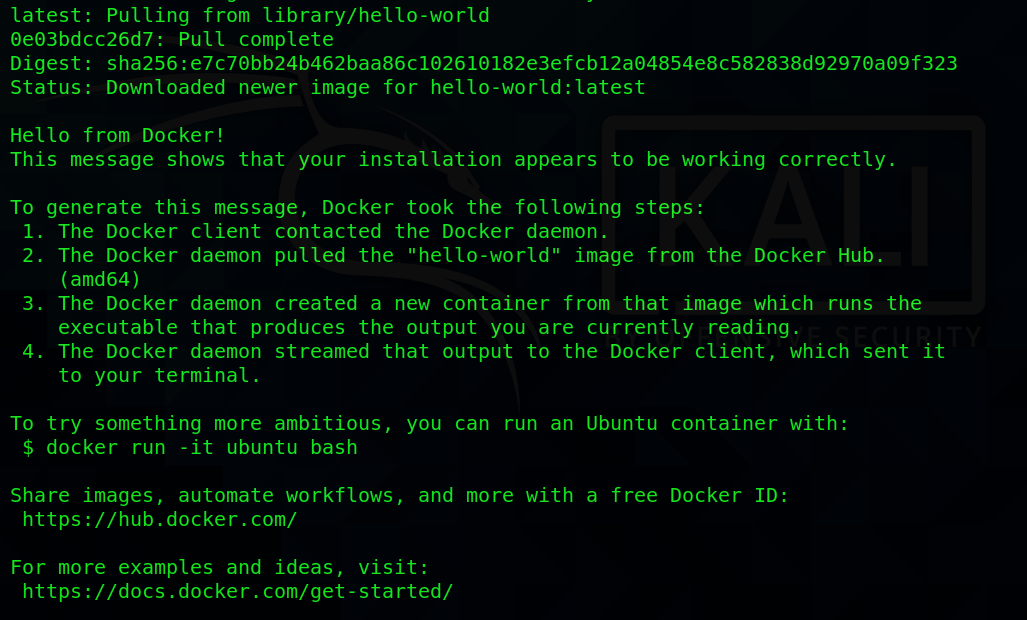 latest: Pulling from library/hello-world
0e03bdcc26d7: Pull complete
Digest: sha256:e7c70bb24b462baa86c102610182e3efcb12a04854e8c582838d92970a09f323
Status: Downloaded newer image for hello-world:latest
Hello from Docker!
This message shows that your installation appears to be working correctly.
To generate this message, Docker took the following steps:
1. The Docker client contacted the Docker daemon.
2. The Docker daemon pulled the "hello-world" image from the Docker Hub.
(amd64)
3. The Docker daemon created a new container from that image which runs the
executable that produces the output you are currently reading.
4. The Docker daemon streamed that output to the Docker client, which sent it
to your terminal.
To try something more ambitious, you can run an Ubuntu container with:
$ docker run -it ubuntu bash
Share images, automate workflows, and more with a free Docker ID:
https://hub.docker.com/
For more examples and ideas, visit:
https://docs.docker.com/get-started/
KALI
BY OFFENSIVE SECURITY